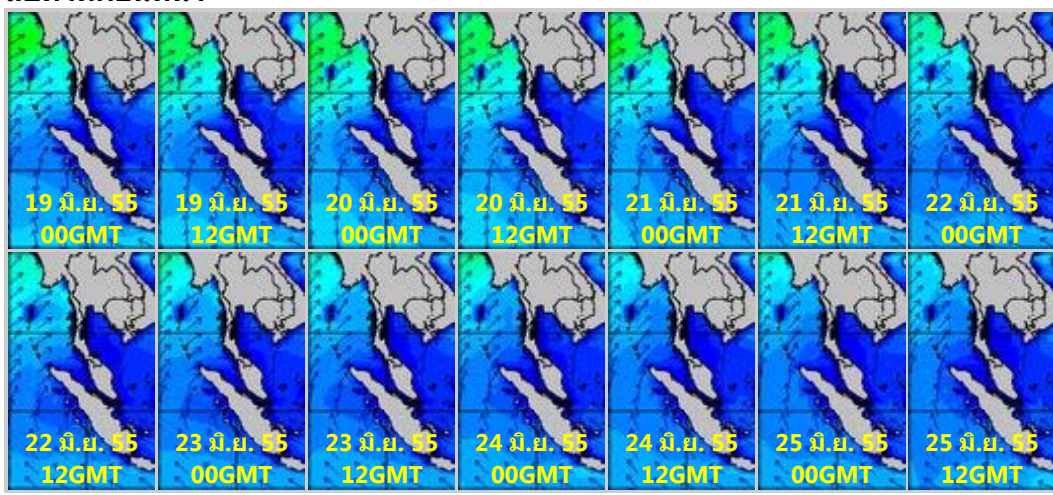 19 มิ.ย. 55
00GMT
19 มิ.ย. 55
12GMT
20 มิ.ย. 55
00GMT
20 มิ.ย. 55
12GMT
21 มิ.ย. 55
00GMT
21 มิ.ย. 55
12GMT
22 มิ.ย. 55
00GMT
22 มิ.ย. 55
12GMT
23 มิ.ย. 55
00GMT
23 มิ.ย. 55
12GMT
24 มิ.ย. 55
00GMT
24 มิ.ย. 55
12GMT
25 มิ.ย. 55
00GMT
25 มิ.ย. 55
12GMT